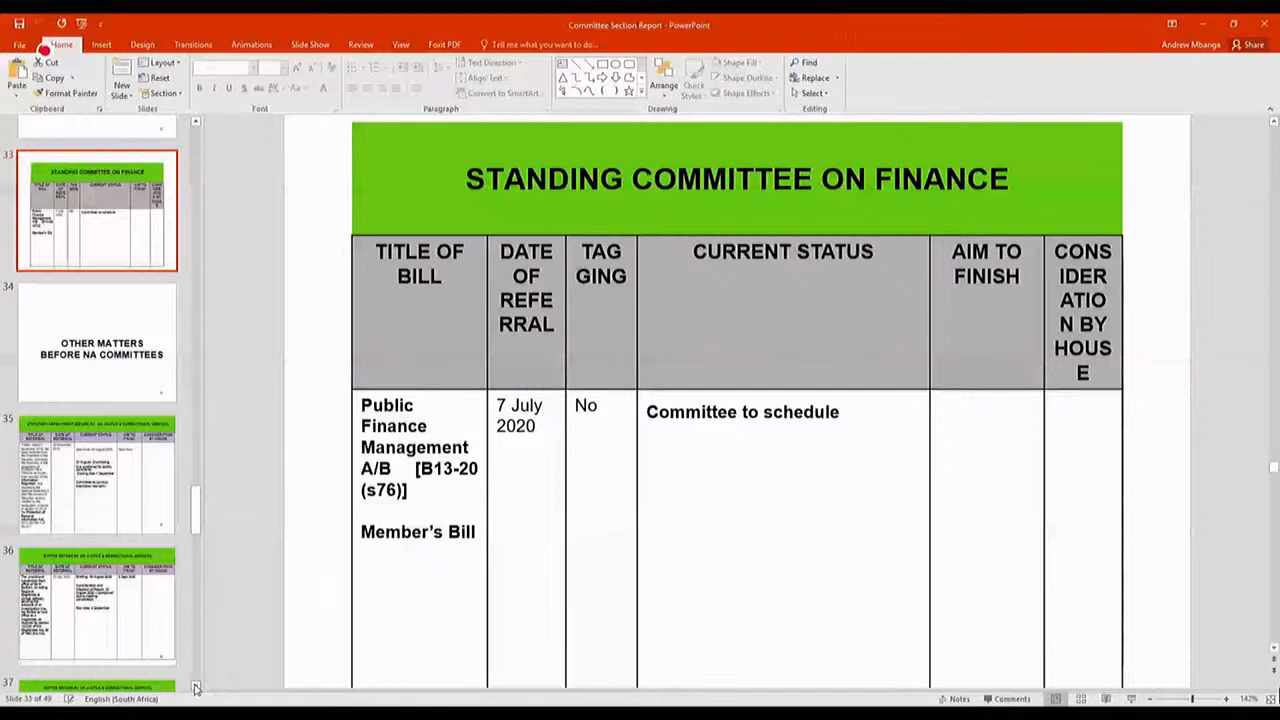 Committee Section Report - PowerPoint
File Home Insert Design Transitions Animations Slide Show Review View Foxit PDF Tell me what you want to do... Andrew Mbanga Share
Paste
Cut
Copy
Format Painter
Clipboard
New
Slide
Layout
Reset
Section
Slides
Font
Text Direction
Align Text
Convert to SmartArt
Paragraph
Arrange
Quick
Styles
Shape Fill
Shape Outline
Shape Effects
Drawing
Find
Replace
Select
Editing
33
STANDING COMMITTEE ON FINANCE
34
OTHER MATTERS
BEFORE NA COMMITTEES
35
36
37
STANDING COMMITTEE ON FINANCE
TITLE OF
BILL
DATE
OF
REFE
RRAL
TAG
GING
CURRENT STATUS
AIM TO
FINISH
CONS
IDER
ATIO
N BY
HOUS
E
Public
Finance
Management
A/B [B13-20
(s76)]
Member’s Bill
7 July
2020
No
Committee to schedule
Slide 33 of 49 English (South Africa) Notes Comments 142%